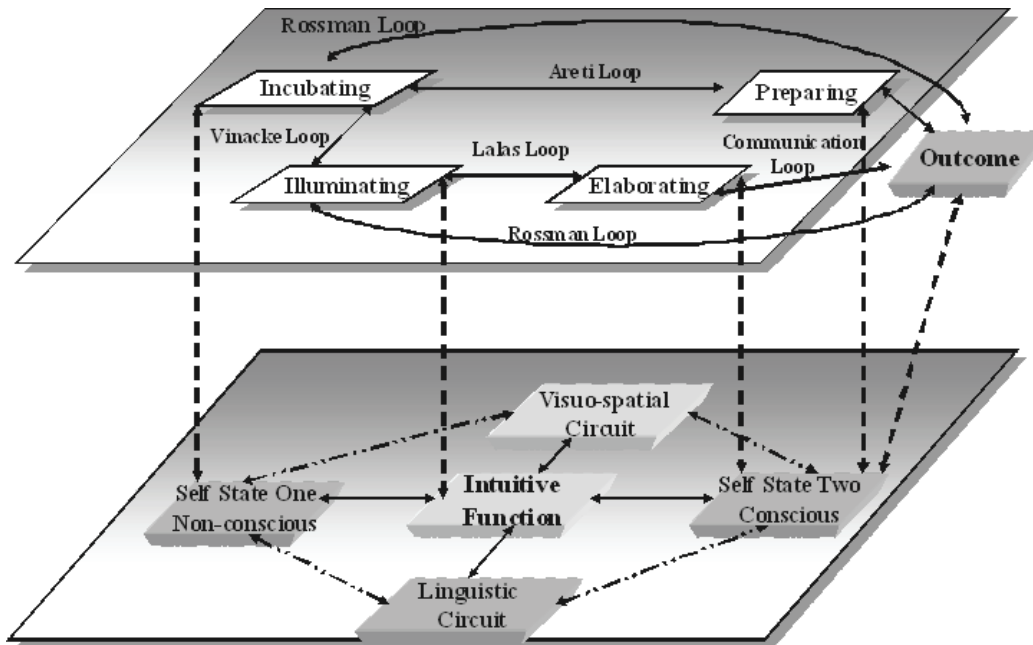 Rossman Loop
Incubating
Areti Loop
Preparing
Vinacke Loop
Communication
Loop
Outcome
Lalas Loop
Illuminating
Elaborating
Rossman Loop
Visuo-spatial
Circuit
Self State One
Non-conscious
Intuitive
Function
Self State Two
Conscious
Linguistic
Circuit